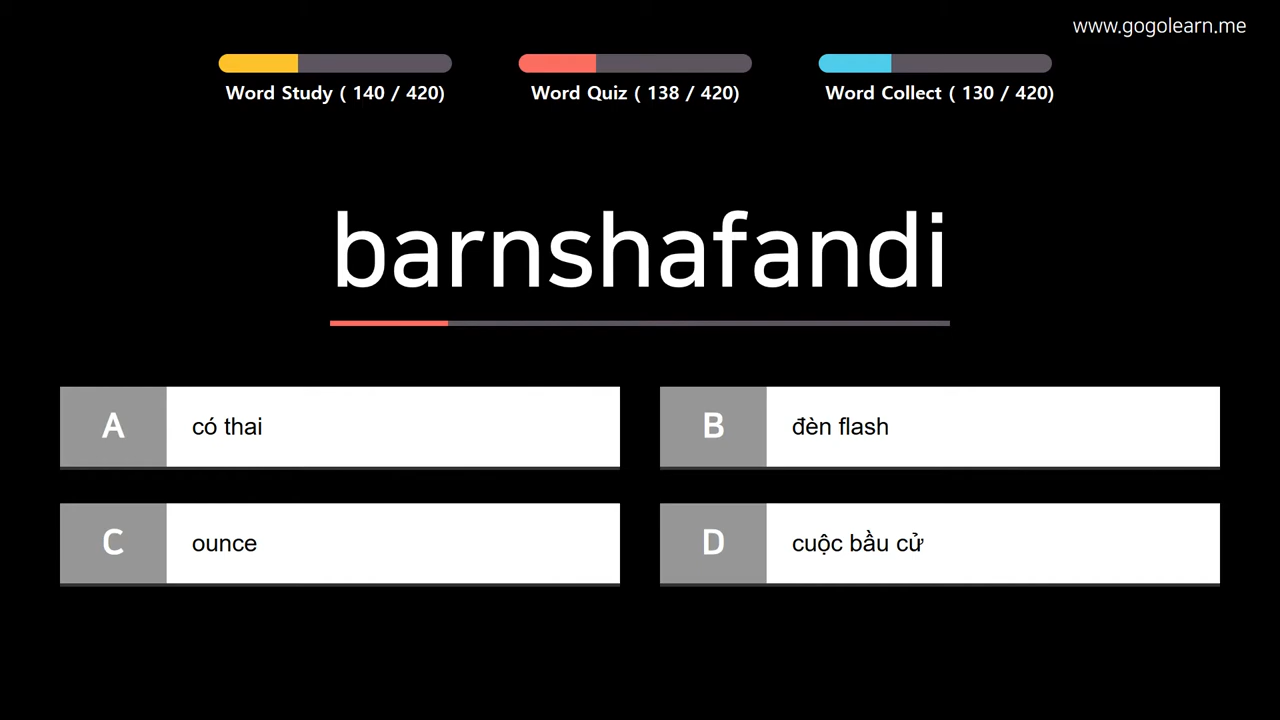 www.gogolearn.me
Word Study ( 140 / 420)
Word Quiz ( 138 / 420)
Word Collect ( 130 / 420)
barnshafandi
A có thai
B đèn flash
C ounce
D cuộc bầu cử